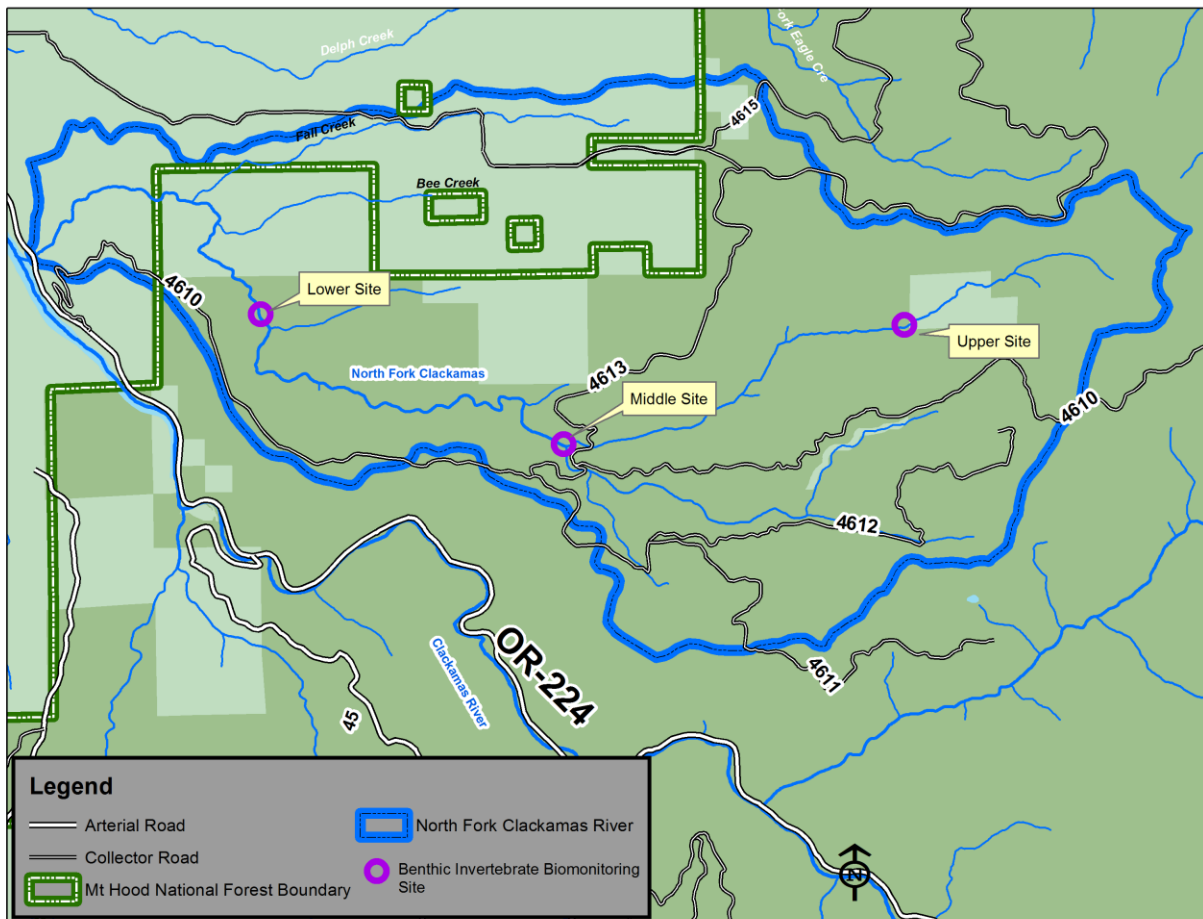 Delph Creek
Fork Eagle Cre
4615
Fall Creek
Bee Creek
4610
Lower Site
Upper Site
North Fork Clackamas
4613
Middle Site
4610
4612
OR-224
4611
Clackamas River
45
Legend
Arterial Road
Collector Road
Mt Hood National Forest Boundary
North Fork Clackamas River
Benthic Invertebrate Biomonitoring
Site
N